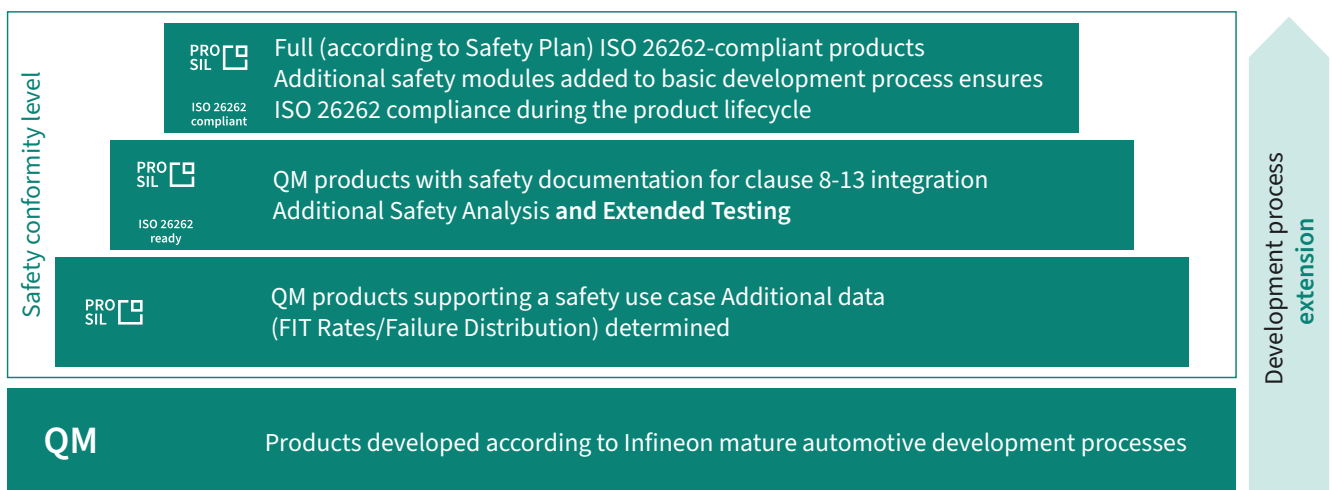 Safety conformity level
PRO
SIL
ISO 26262
compliant
Full (according to Safety Plan) ISO 26262-compliant products
Additional safety modules added to basic development process ensures
ISO 26262 compliance during the product lifecycle
PRO
SIL
ISO 26262
ready
QM products with safety documentation for clause 8-13 integration
Additional Safety Analysis and Extended Testing
PRO
SIL
QM products supporting a safety use case Additional data
(FIT Rates/Failure Distribution) determined
QM
Products developed according to Infineon mature automotive development processes
Development process
extension